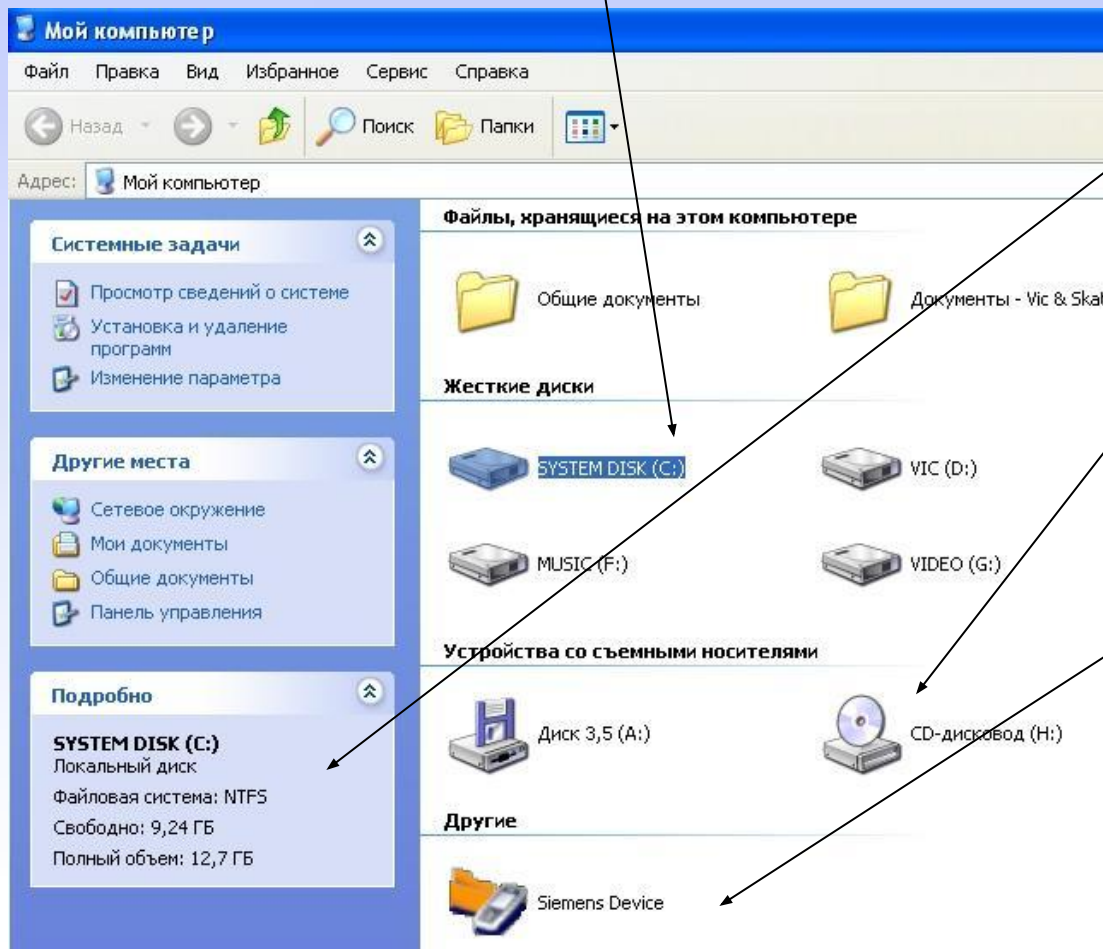 Мой компьютер
Файл Правка Вид Избранное Сервис Справка
Назад Поиск Папки
Адрес: Мой компьютер
Системные задачи
Просмотр сведений о системе
Установка и удаление
программ
Изменение параметра
Другие места
Сетевое окружение
Мои документы
Общие документы
Панель управления
Подробно
SYSTEM DISK (C:)
Локальный диск
Файловая система: NTFS
Свободно: 9,24 ГБ
Полный объем: 12,7 ГБ
Файлы, хранящиеся на этом компьютере
Общие документы
Документы - Vic & Skat
Жесткие диски
SYSTEM DISK (C:)
VIC (D:)
MUSIC (F:)
VIDEO (G:)
Устройства со съемными носителями
Диск 3,5 (A:)
CD-дисковод (H:)
Другие
Siemens Device